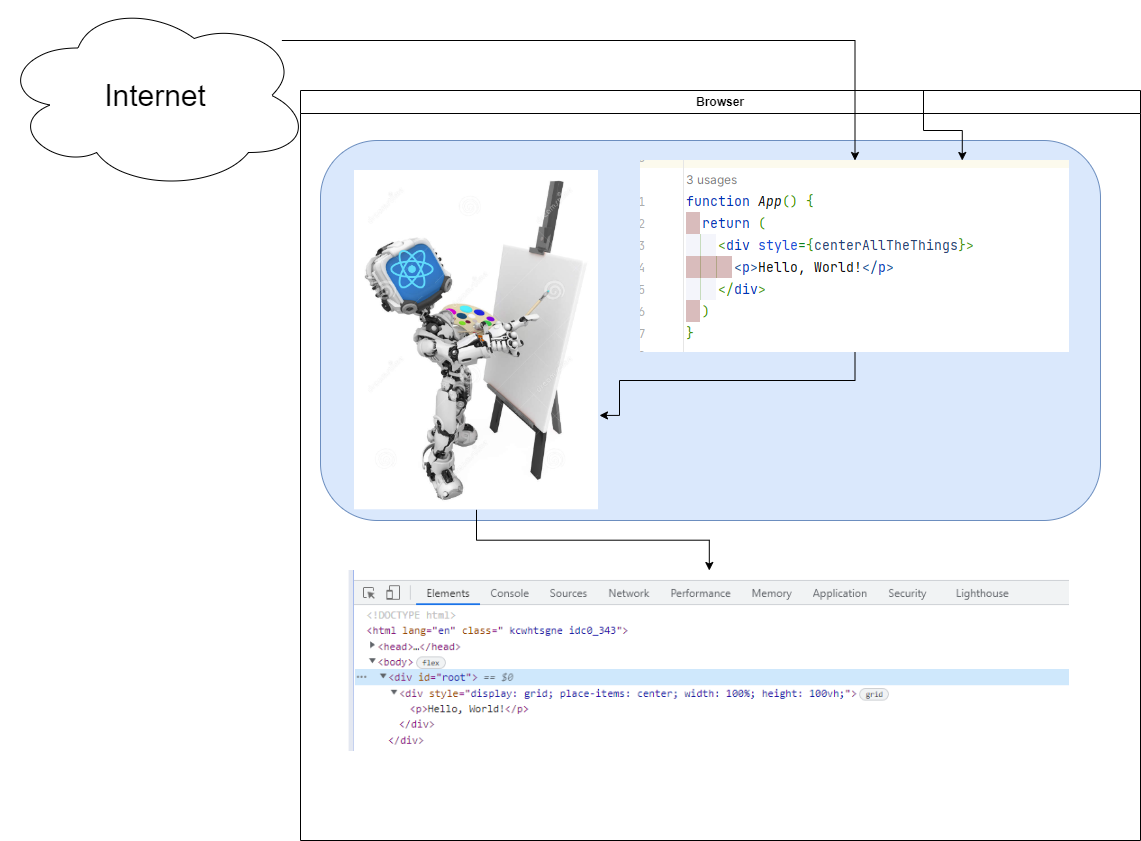 Internet
Browser
3 usages
1 function App() {
2 return (
3 <div style={centerAllTheThings}>
4 <p>Hello, World!</p>
5 </div>
6 )
7 }
Elements Console Sources Network Performance Memory Application Security Lighthouse
<!DOCTYPE html>
<html lang="en" class=" kcwhtsgne idc0_343">
<head>…</head>
<body> flex
<div id="root"> == $0
<div style="display: grid; place-items: center; width: 100%; height: 100vh;"> grid
<p>Hello, World!</p>
</div>
</div>